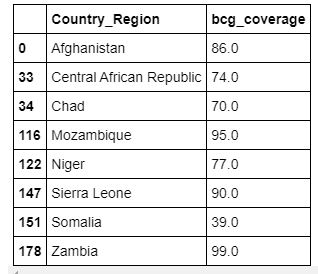 Country_Region bcg_coverage
0 Afghanistan 86.0
33 Central African Republic 74.0
34 Chad 70.0
116 Mozambique 95.0
122 Niger 77.0
147 Sierra Leone 90.0
151 Somalia 39.0
178 Zambia 99.0